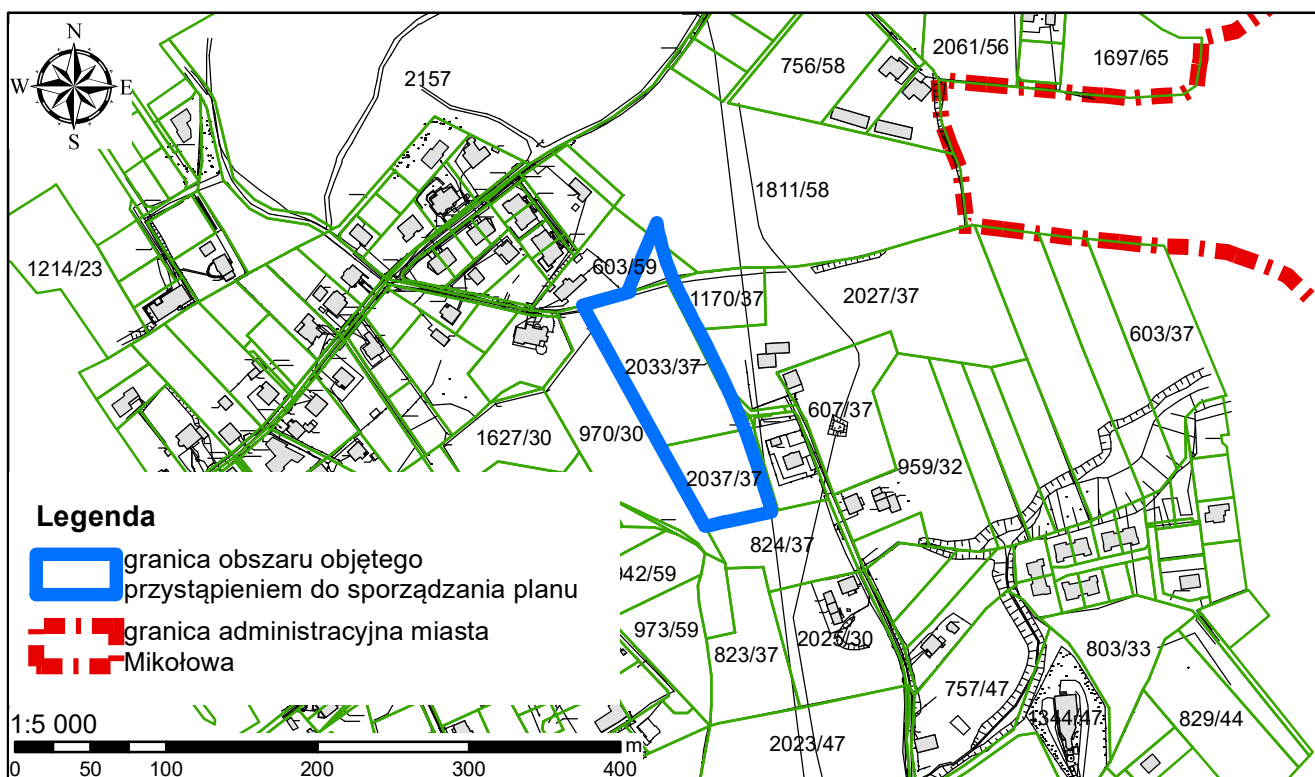 N
W E
S
2157
756/58
2061/56
1697/65
1811/58
1214/23
603/59
1170/37
2027/37
603/37
2033/37
607/37
1627/30
970/30
959/32
2037/37
824/37
973/59
823/37
2025/30
757/47
803/33
829/44
2023/47
Legenda
granica obszaru objętego
przystąpieniem do sporządzania planu
granica administracyjna miasta
Mikołowa
1:5 000
m
0 50 100 200 300 400